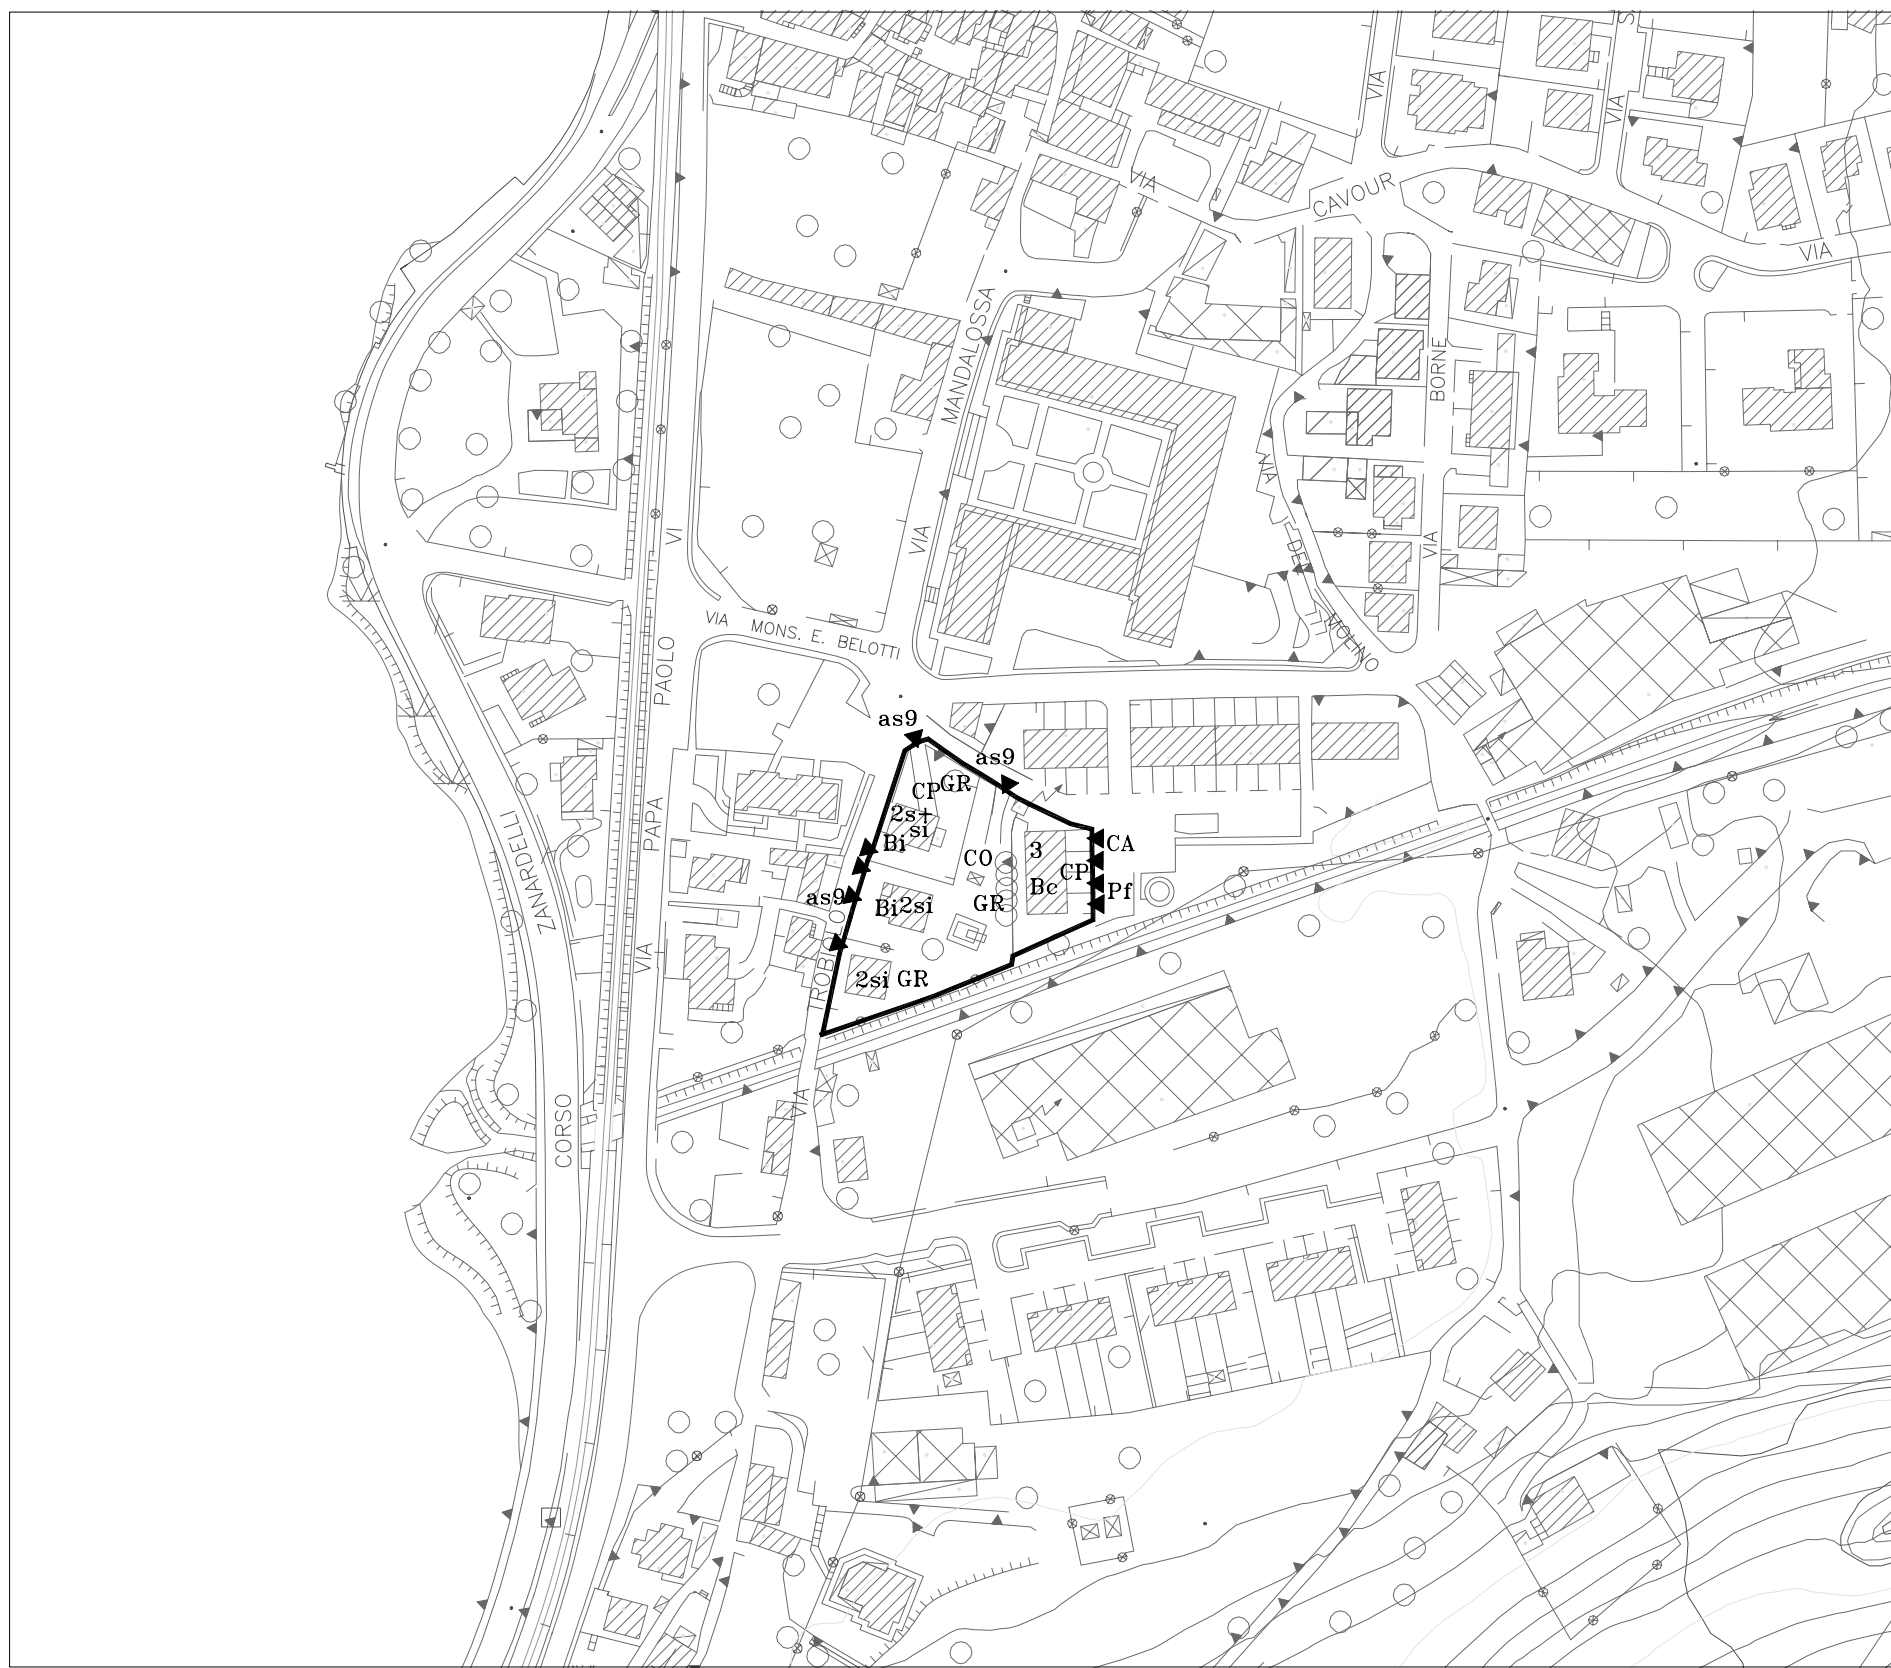 VIA
VIA
VIA
CAVOUR
VIA
MANDALOSSA
VIA
BORNE
VIA
VIA
DEL
MOLINO
VI
PAOLO
PAPA
VIA
VIA MONS. E. BELOTTI
as9
as9
GR
CP
2s+
si
Bi
CO
3
CP
CA
Bc
Pf
as9
Bi
2si
GR
2si
GR
ZANARDELLI
CORSO
VIA